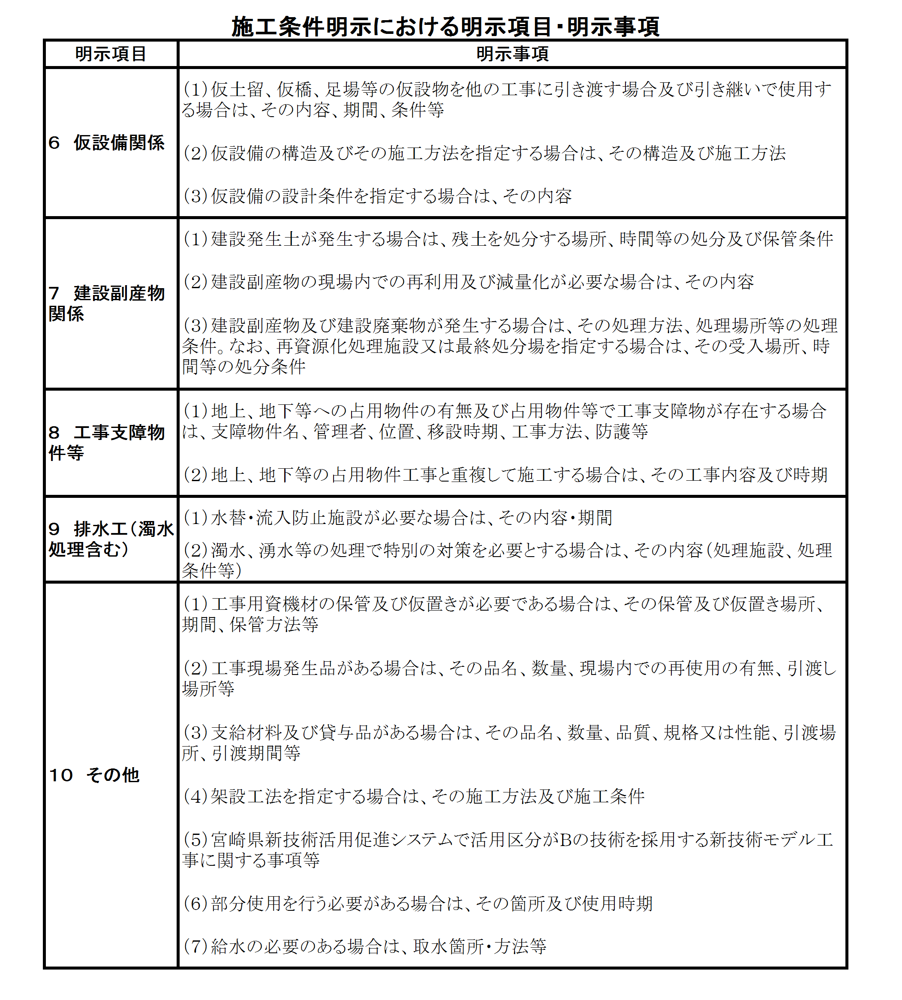 施工条件明示における明示項目・明示事項
明示項目
明示事項
6　仮設備関係
（1）仮土留、仮橋、足場等の仮設物を他の工事に引き渡す場合及び引き継いで使用す
る場合は、その内容、期間、条件等
（2）仮設備の構造及びその施工方法を指定する場合は、その構造及び施工方法
（3）仮設備の設計条件を指定する場合は、その内容
7　建設副産物
関係
（1）建設発生土が発生する場合は、残土を処分する場所、時間等の処分及び保管条件
（2）建設副産物の現場内での再利用及び減量化が必要な場合は、その内容
（3）建設副産物及び建設廃棄物が発生する場合は、その処理方法、処理場所等の処理
条件。なお、再資源化処理施設又は最終処分場を指定する場合は、その受入場所、時
間等の処分条件
8　工事支障物
件等
（1）地上、地下等への占用物件の有無及び占用物件等で工事支障物が存在する場合
は、支障物件名、管理者、位置、移設時期、工事方法、防護等
（2）地上、地下等の占用物件工事と重複して施工する場合は、その工事内容及び時期
9　排水工（濁水
処理含む）
（1）水替・流入防止施設が必要な場合は、その内容・期間
（2）濁水、湧水等の処理で特別の対策を必要とする場合は、その内容（処理施設、処理
条件等）
10　その他
（1）工事用資機材の保管及び仮置きが必要である場合は、その保管及び仮置き場所、
期間、保管方法等
（2）工事現場発生品がある場合は、その品名、数量、現場内での再使用の有無、引渡し
場所等
（3）支給材料及び貸与品がある場合は、その品名、数量、品質、規格又は性能、引渡場
所、引渡期間等
（4）架設工法を指定する場合は、その施工方法及び施工条件
（5）宮崎県新技術活用促進システムで活用区分がBの技術を採用する新技術モデル工
事に関する事項等
（6）部分使用を行う必要がある場合は、その箇所及び使用時期
（7）給水の必要のある場合は、取水箇所・方法等